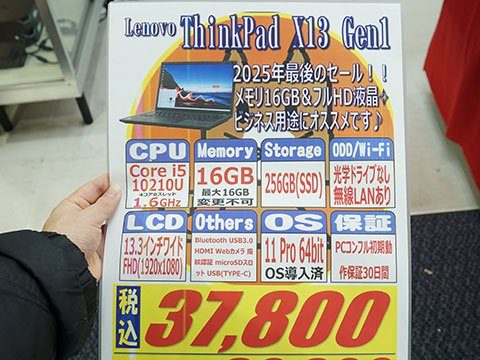 Lenovo ThinkPad X13 Gen1
2025年最後のセール！！
メモリ16GB＆フルHD液晶・
ビジネス用途にオススメです♪
CPU
Core i5
10210U
4コア8スレッド
1.6GHz
Memory
16GB
最大16GB
変更不可
Storage
256GB(SSD)
ODD/Wi-Fi
光学ドライブなし
無線LANあり
LCD
13.3インチワイド
FHD(1920x1080)
Others
Bluetooth USB3.0
HDMI Webカメラ 指
紋認証 microSDスロ
ット USB(TYPE-C)
OS
11 Pro 64bit
OS導入済
保証
PCコンフル初期動
作保証30日間
税込
37,800